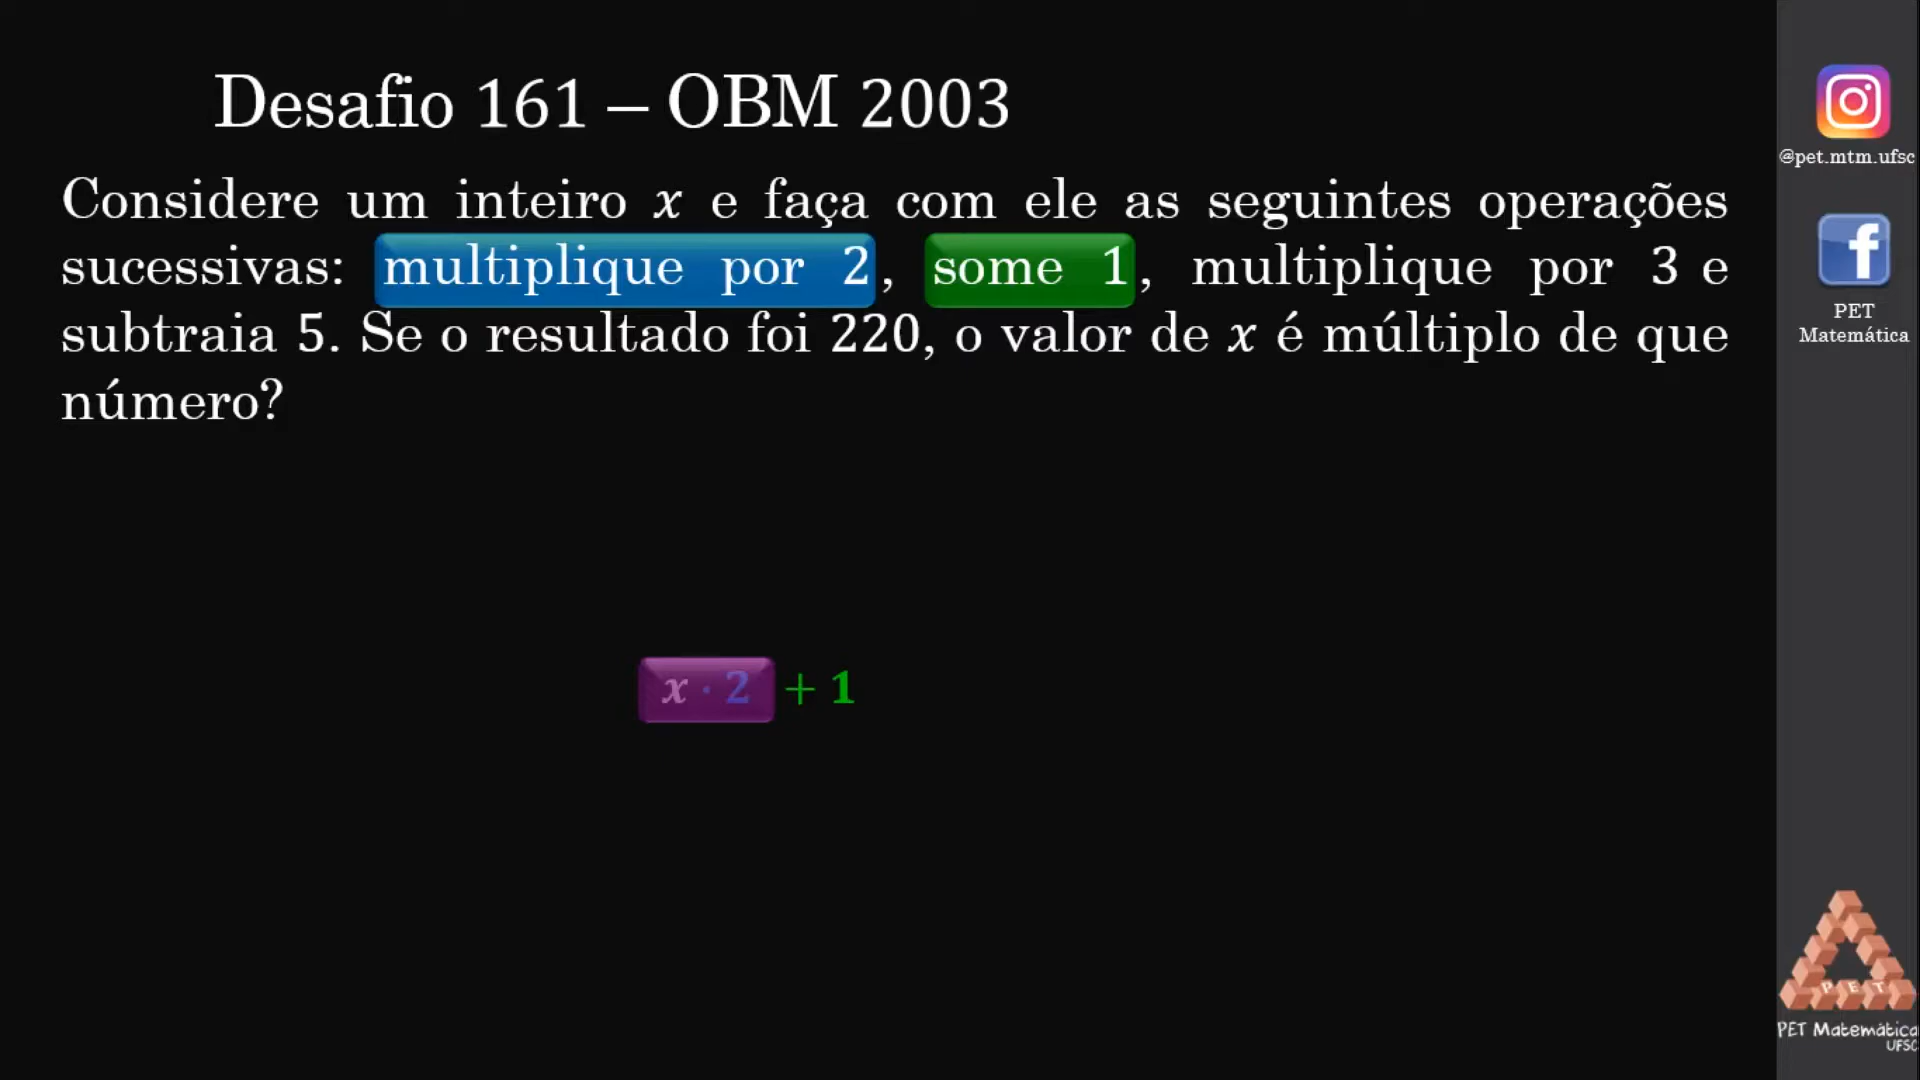 Desafio 161 – OBM 2003
Considere um inteiro x e faça com ele as seguintes operações
sucessivas: multiplique por 2, some 1, multiplique por 3 e
subtraia 5. Se o resultado foi 220, o valor de x é múltiplo de que
número?
x · 2 + 1
@pet.mtm.ufsc
PET
Matemática
P E T
PET Matemática
UFSC